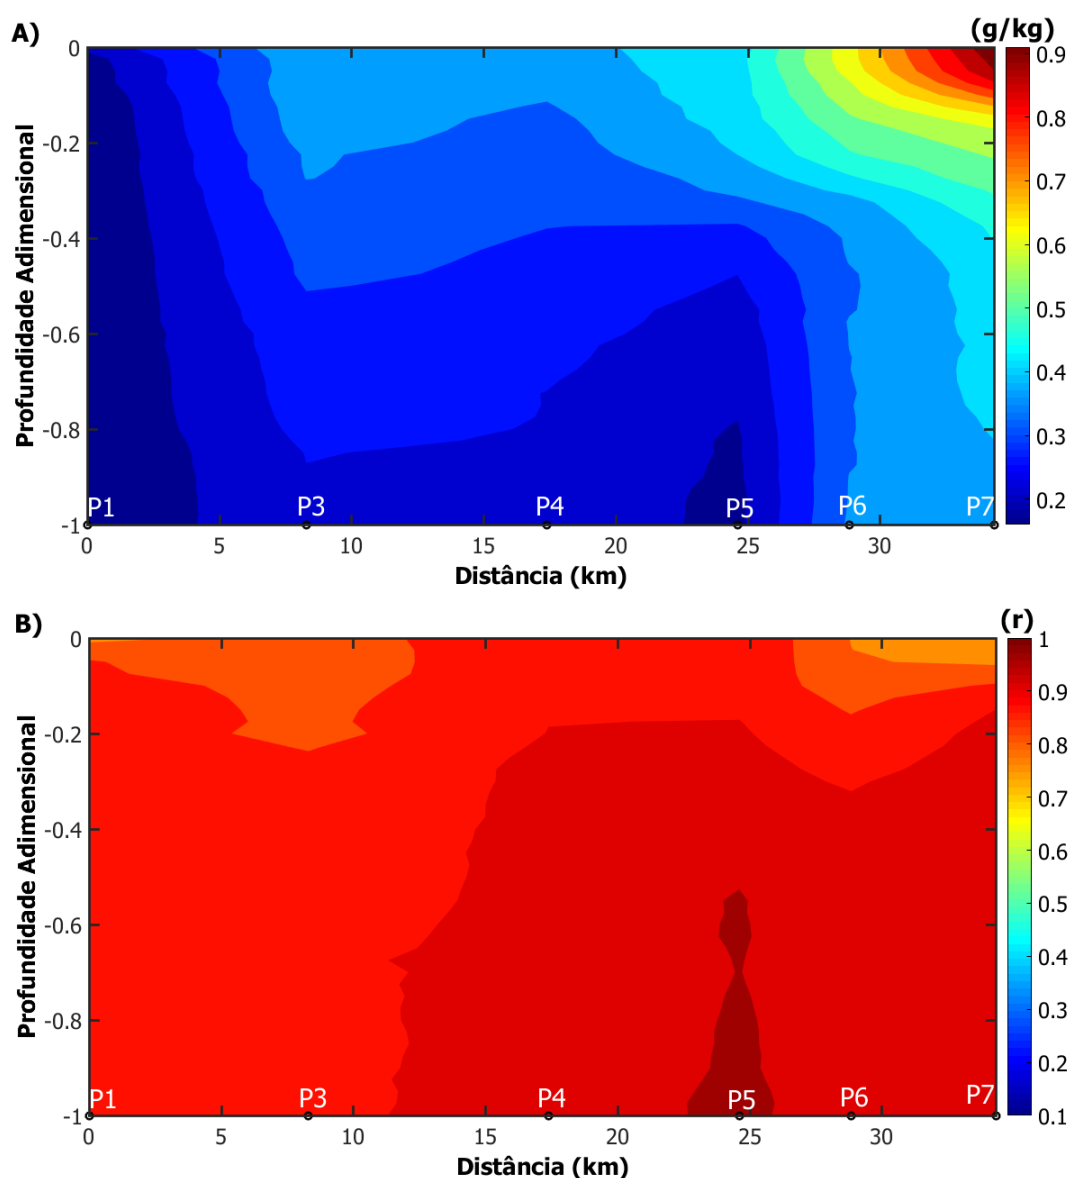 A)
(g/kg)
Profundidade Adimensional
0
-0.2
-0.4
-0.6
-0.8
-1
P1
P3
P4
P5
P6
P7
0
5
10
15
20
25
30
Distância (km)
0.9
0.8
0.7
0.6
0.5
0.4
0.3
0.2
B)
(r)
Profundidade Adimensional
0
-0.2
-0.4
-0.6
-0.8
-1
P1
P3
P4
P5
P6
P7
0
5
10
15
20
25
30
Distância (km)
1
0.9
0.8
0.7
0.6
0.5
0.4
0.3
0.2
0.1